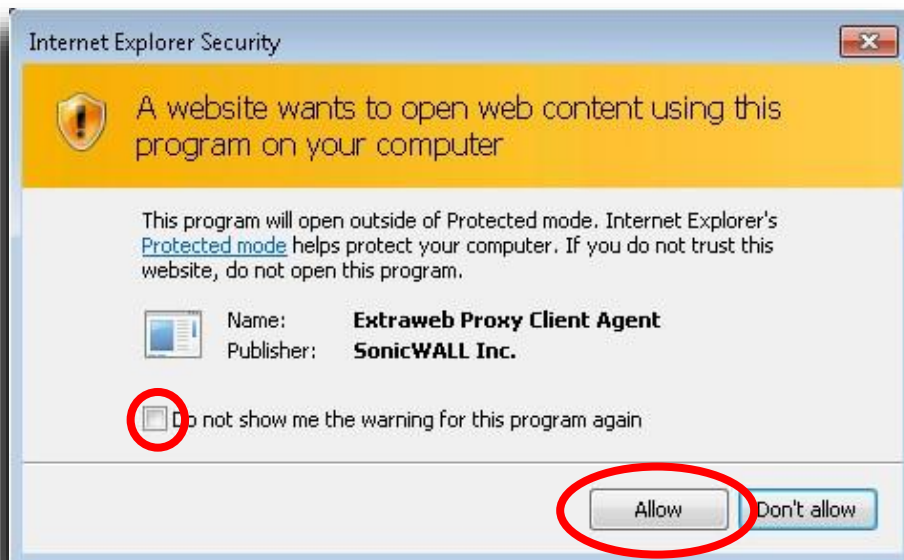 Internet Explorer Security
A website wants to open web content using this
program on your computer
This program will open outside of Protected mode. Internet Explorer's
Protected mode helps protect your computer. If you do not trust this
website, do not open this program.
Name: Extraweb Proxy Client Agent
Publisher: SonicWALL Inc.
Do not show me the warning for this program again
Allow Don't allow